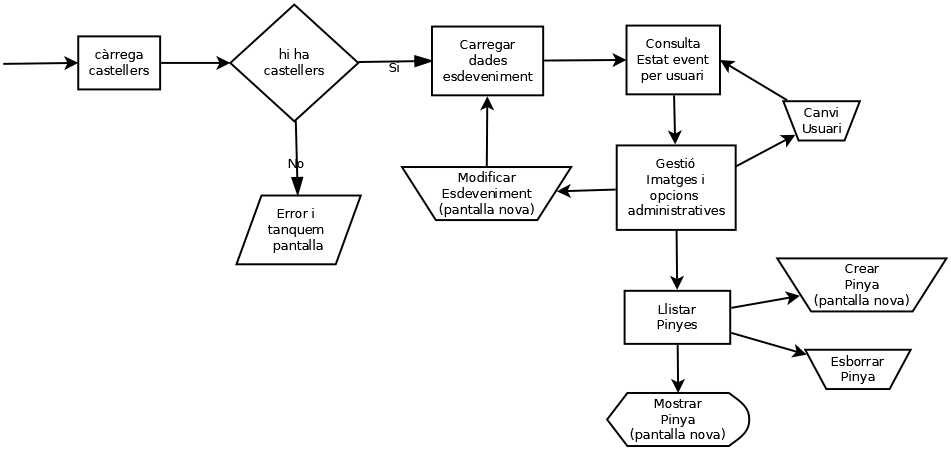 càrrega
castellers
hi ha
castellers
Si
No
Error i
tanquem
pantalla
Carregar
dades
esdeveniment
Consulta
Estat event
per usuari
Canvi
Usuari
Gestió
Imatges i
opcions
administratives
Modificar
Esdeveniment
(pantalla nova)
Llistar
Pinyes
Crear
Pinya
(pantalla nova)
Esborrar
Pinya
Mostrar
Pinya
(pantalla nova)